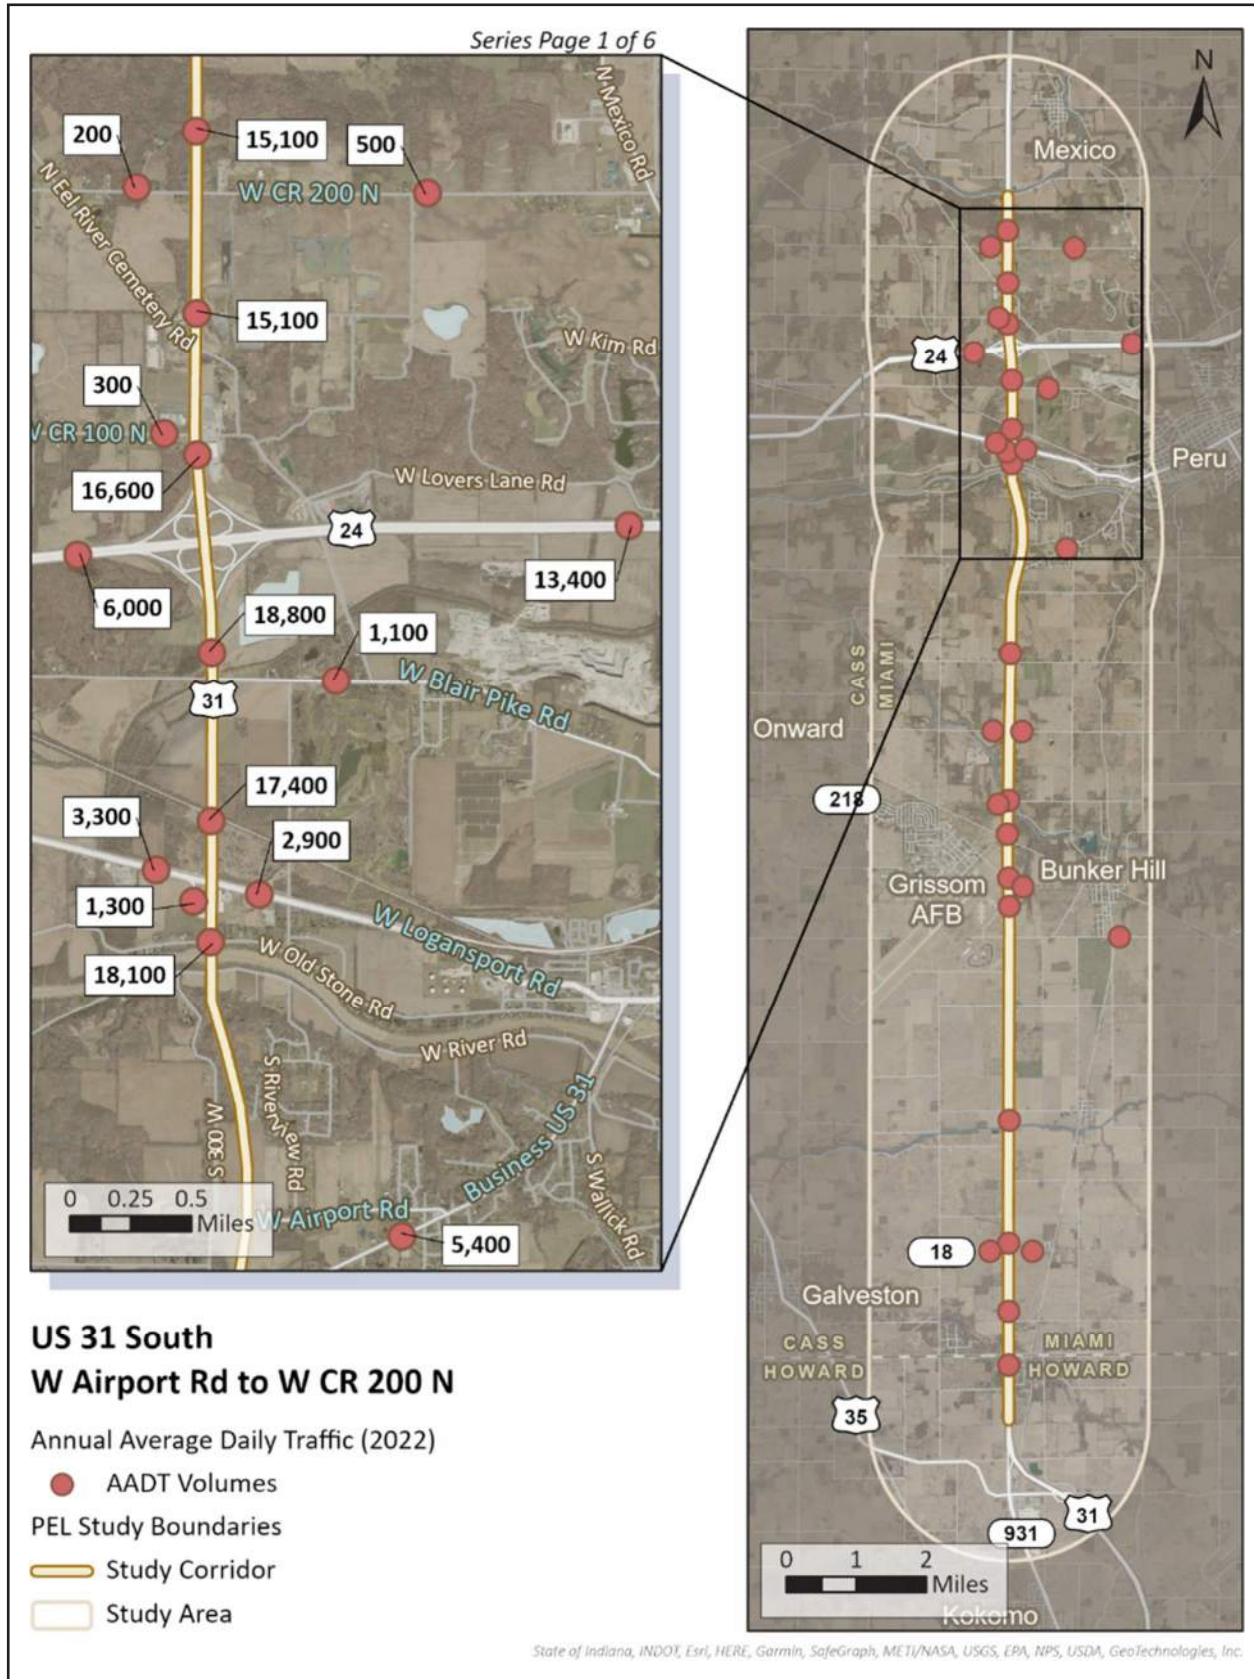 Series Page 1 of 6
N Mexico Rd
200
15,100
500
W CR 200 N
N Eel River Cemetery Rd
15,100
W Kim Rd
300
W CR 100 N
16,600
W Lovers Lane Rd
24
6,000
13,400
18,800
1,100
W Blair Pike Rd
31
17,400
3,300
2,900
1,300
W Logansport Rd
18,100
W Old Stone Rd
W River Rd
S 300 W
S Riverview Rd
Business US 31
S Wallick Rd
W Airport Rd
5,400
0 0.25 0.5
Miles
N
Mexico
24
Peru
CASS
MIAMI
Onward
218
Grissom
AFB
Bunker Hill
18
Galveston
CASS
HOWARD
MIAMI
HOWARD
35
31
931
0 1 2
Miles
Kokomo
US 31 South
W Airport Rd to W CR 200 N
Annual Average Daily Traffic (2022)
AADT Volumes
PEL Study Boundaries
Study Corridor
Study Area
State of Indiana, INDOT, Esri, HERE, Garmin, SafeGraph, METI/NASA, USGS, EPA, NPS, USDA, GeoTechnologies, Inc.